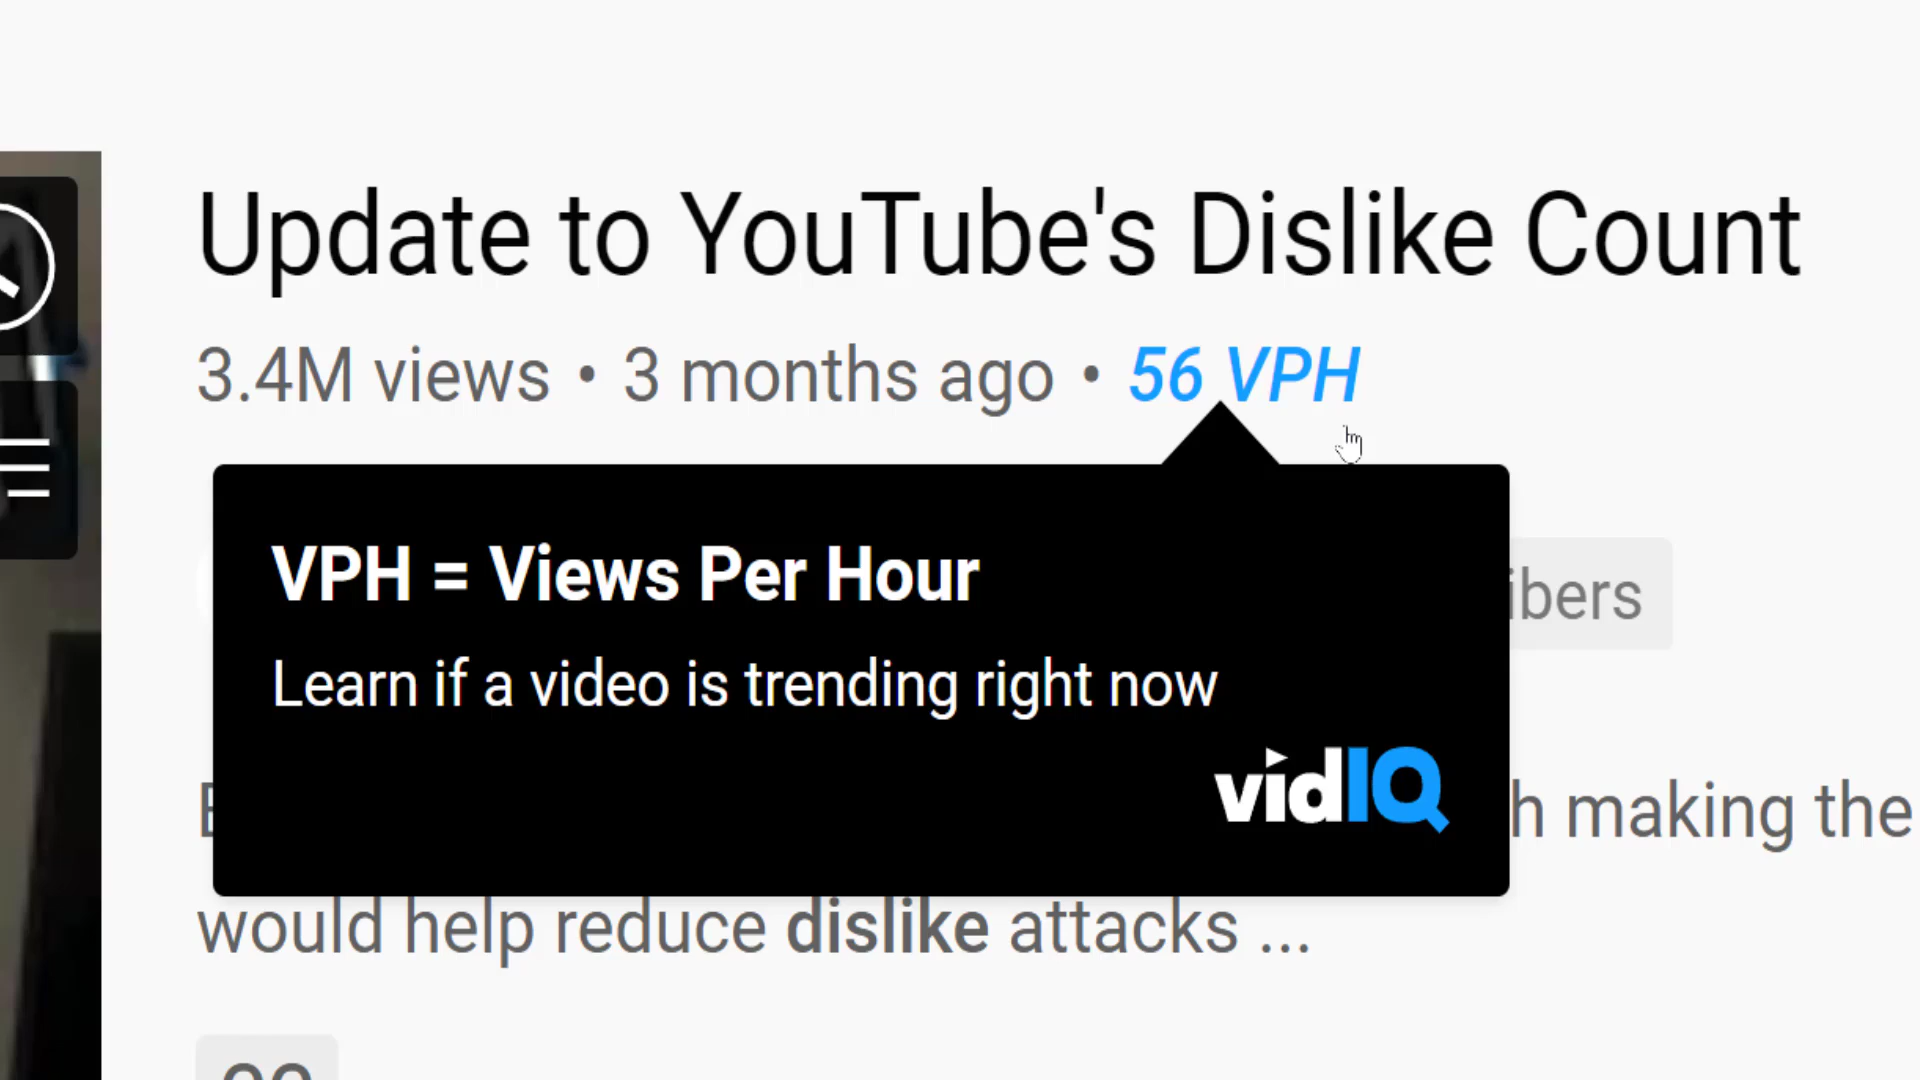 Update to YouTube's Dislike Count
3.4M views • 3 months ago • 56 VPH
VPH = Views Per Hour
Learn if a video is trending right now
vidIQ
making the
would help reduce dislike attacks ...